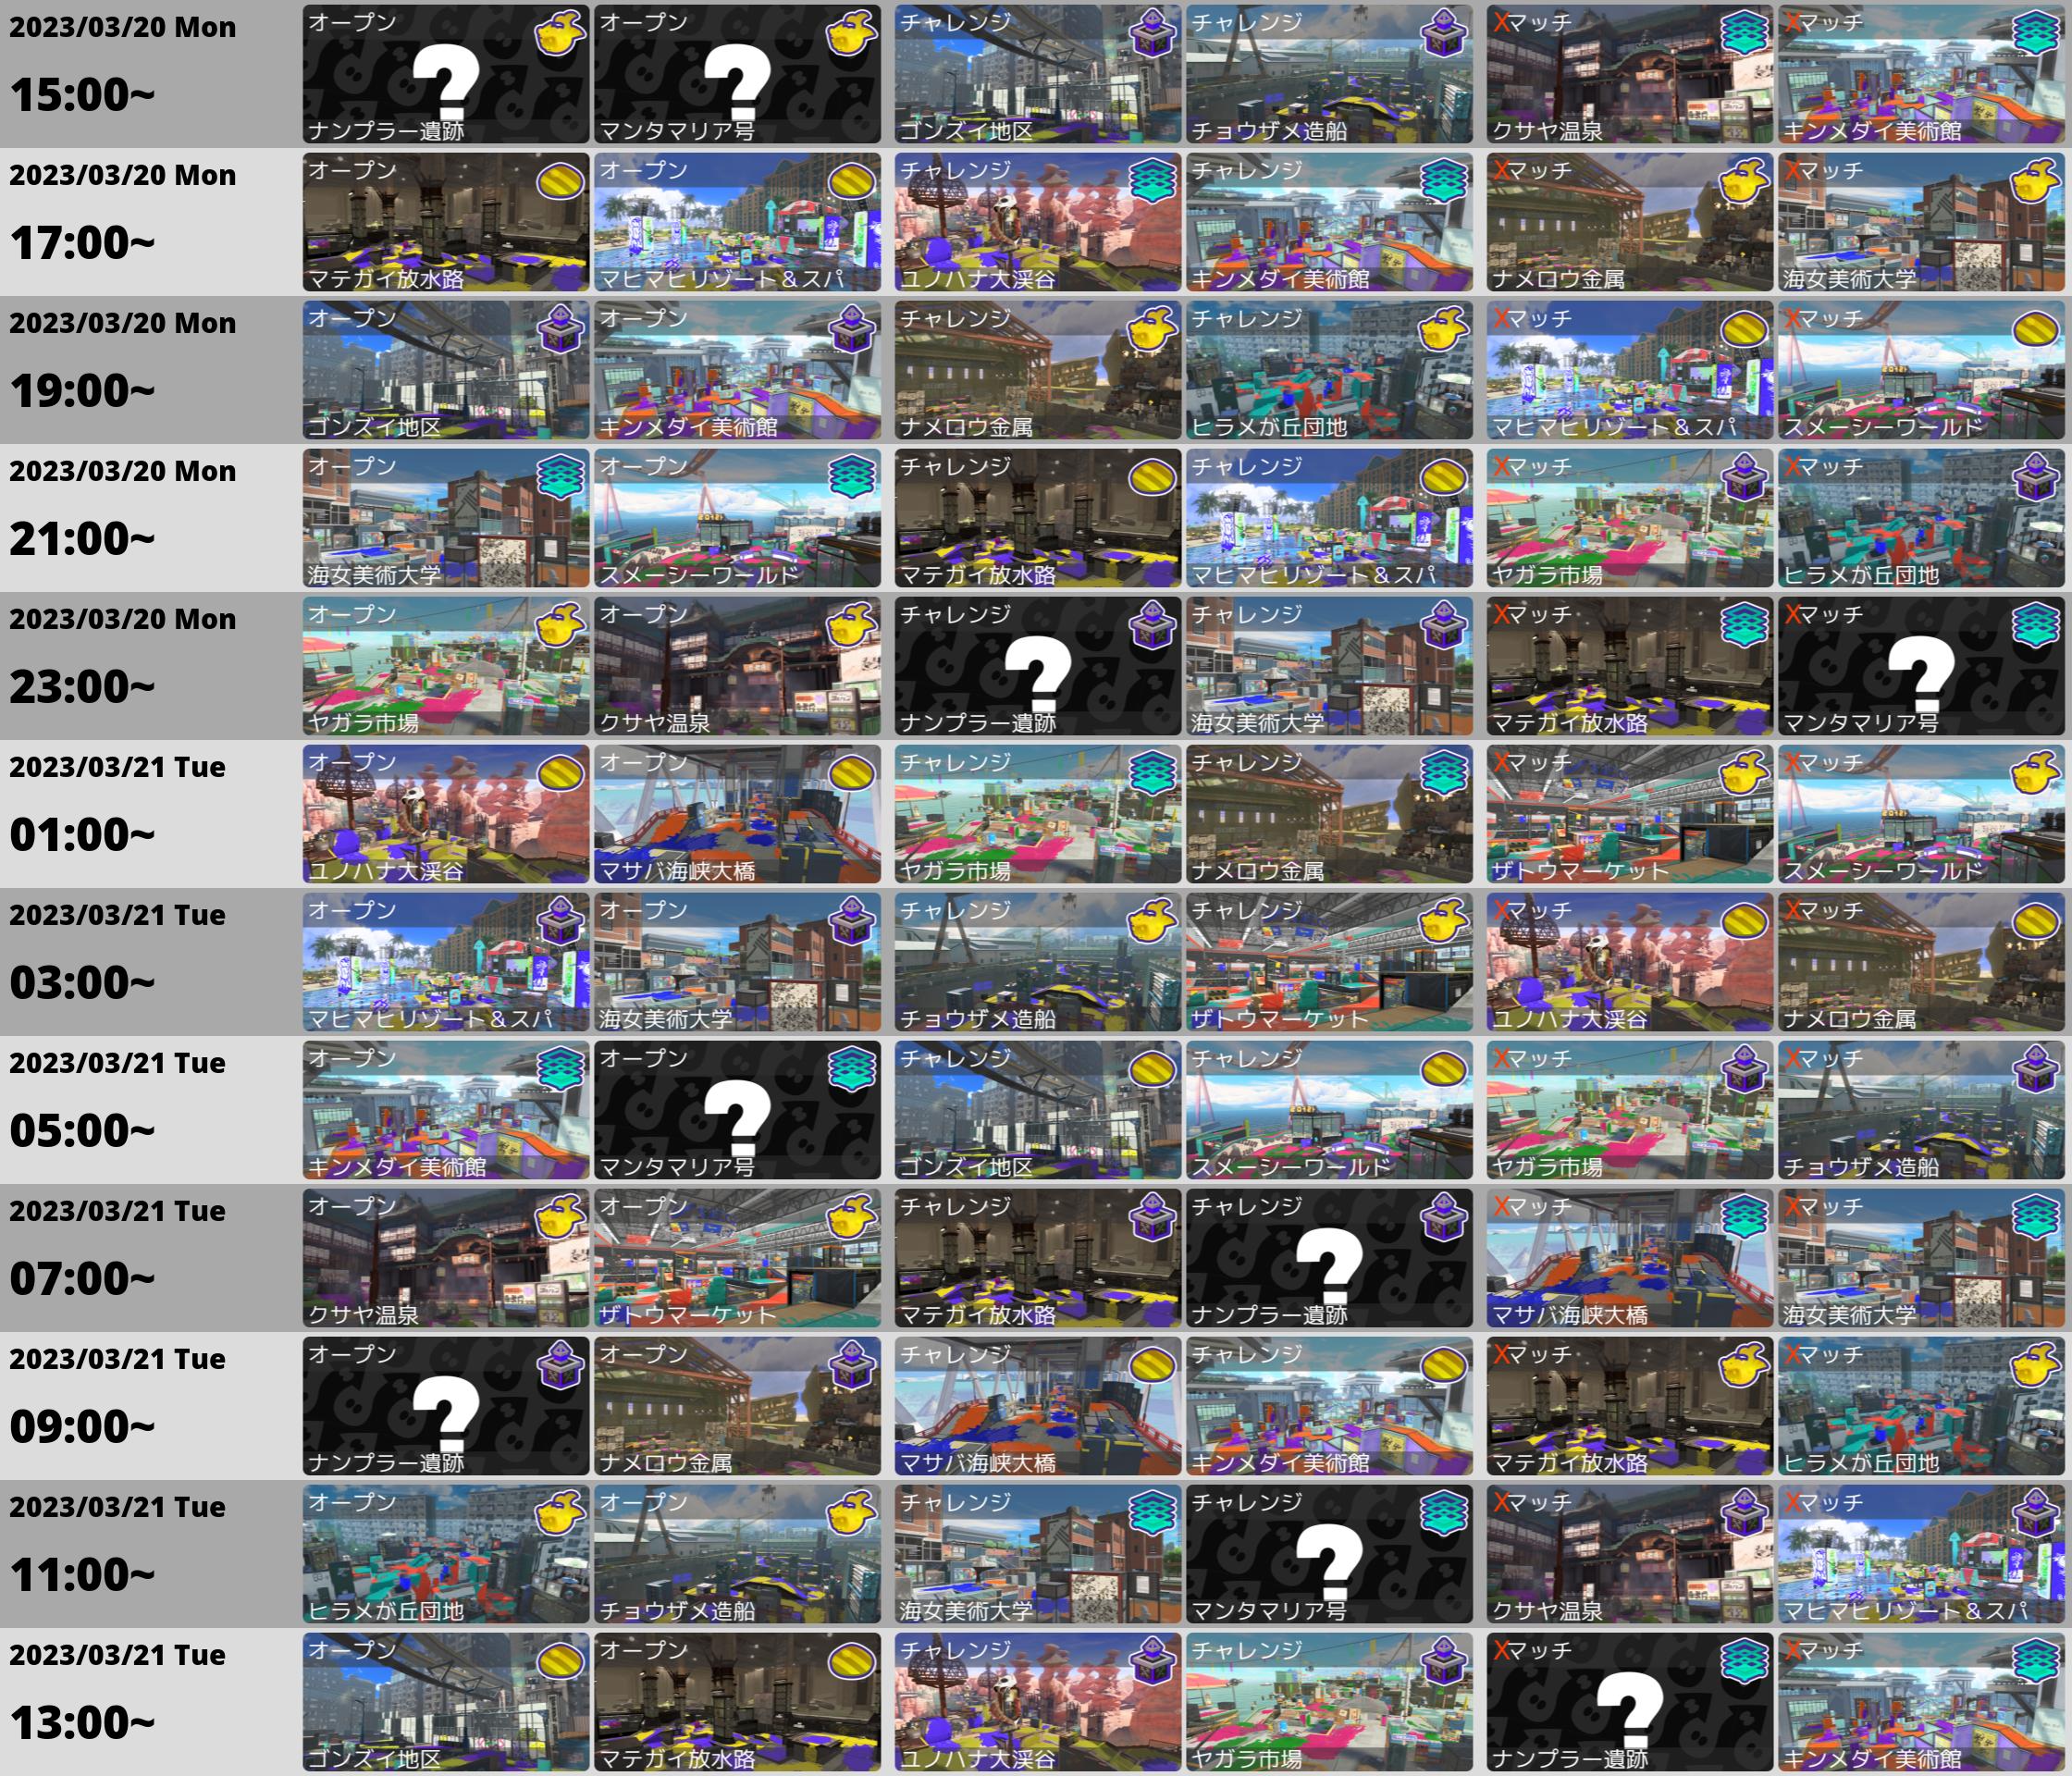 2023/03/20 Mon
15:00~
オープン オープン チャレンジ チャレンジ Xマッチ Xマッチ
ナンプラー遺跡 マンタマリア号 ゴンズイ地区 チョウザメ造船 クサヤ温泉 キンメダイ美術館
2023/03/20 Mon
17:00~
オープン オープン チャレンジ チャレンジ Xマッチ Xマッチ
マテガイ放水路 マヒマヒリゾート&スパ ユノハナ大渓谷 キンメダイ美術館 ナメロウ金属 海女美術大学
2023/03/20 Mon
19:00~
オープン オープン チャレンジ チャレンジ Xマッチ Xマッチ
ゴンズイ地区 キンメダイ美術館 ナメロウ金属 ヒラメが丘団地 マヒマヒリゾート&スパ スメーシーワールド
2023/03/20 Mon
21:00~
オープン オープン チャレンジ チャレンジ Xマッチ Xマッチ
海女美術大学 スメーシーワールド マテガイ放水路 マヒマヒリゾート&スパ ヤガラ市場 ヒラメが丘団地
2023/03/20 Mon
23:00~
オープン オープン チャレンジ チャレンジ Xマッチ Xマッチ
ヤガラ市場 クサヤ温泉 ナンプラー遺跡 海女美術大学 マテガイ放水路 マンタマリア号
2023/03/21 Tue
01:00~
オープン オープン チャレンジ チャレンジ Xマッチ Xマッチ
ユノハナ大渓谷 マサバ海峡大橋 ヤガラ市場 ナメロウ金属 ザトウマーケット スメーシーワールド
2023/03/21 Tue
03:00~
オープン オープン チャレンジ チャレンジ Xマッチ Xマッチ
マヒマヒリゾート&スパ 海女美術大学 チョウザメ造船 ザトウマーケット ユノハナ大渓谷 ナメロウ金属
2023/03/21 Tue
05:00~
オープン オープン チャレンジ チャレンジ Xマッチ Xマッチ
キンメダイ美術館 マンタマリア号 ゴンズイ地区 スメーシーワールド ヤガラ市場 チョウザメ造船
2023/03/21 Tue
07:00~
オープン オープン チャレンジ チャレンジ Xマッチ Xマッチ
クサヤ温泉 ザトウマーケット マテガイ放水路 ナンプラー遺跡 マサバ海峡大橋 海女美術大学
2023/03/21 Tue
09:00~
オープン オープン チャレンジ チャレンジ Xマッチ Xマッチ
ナンプラー遺跡 ナメロウ金属 マサバ海峡大橋 キンメダイ美術館 マテガイ放水路 ヒラメが丘団地
2023/03/21 Tue
11:00~
オープン オープン チャレンジ チャレンジ Xマッチ Xマッチ
ヒラメが丘団地 チョウザメ造船 海女美術大学 マンタマリア号 クサヤ温泉 マヒマヒリゾート&スパ
2023/03/21 Tue
13:00~
オープン オープン チャレンジ チャレンジ Xマッチ Xマッチ
ゴンズイ地区 マテガイ放水路 ユノハナ大渓谷 ヤガラ市場 ナンプラー遺跡 キンメダイ美術館